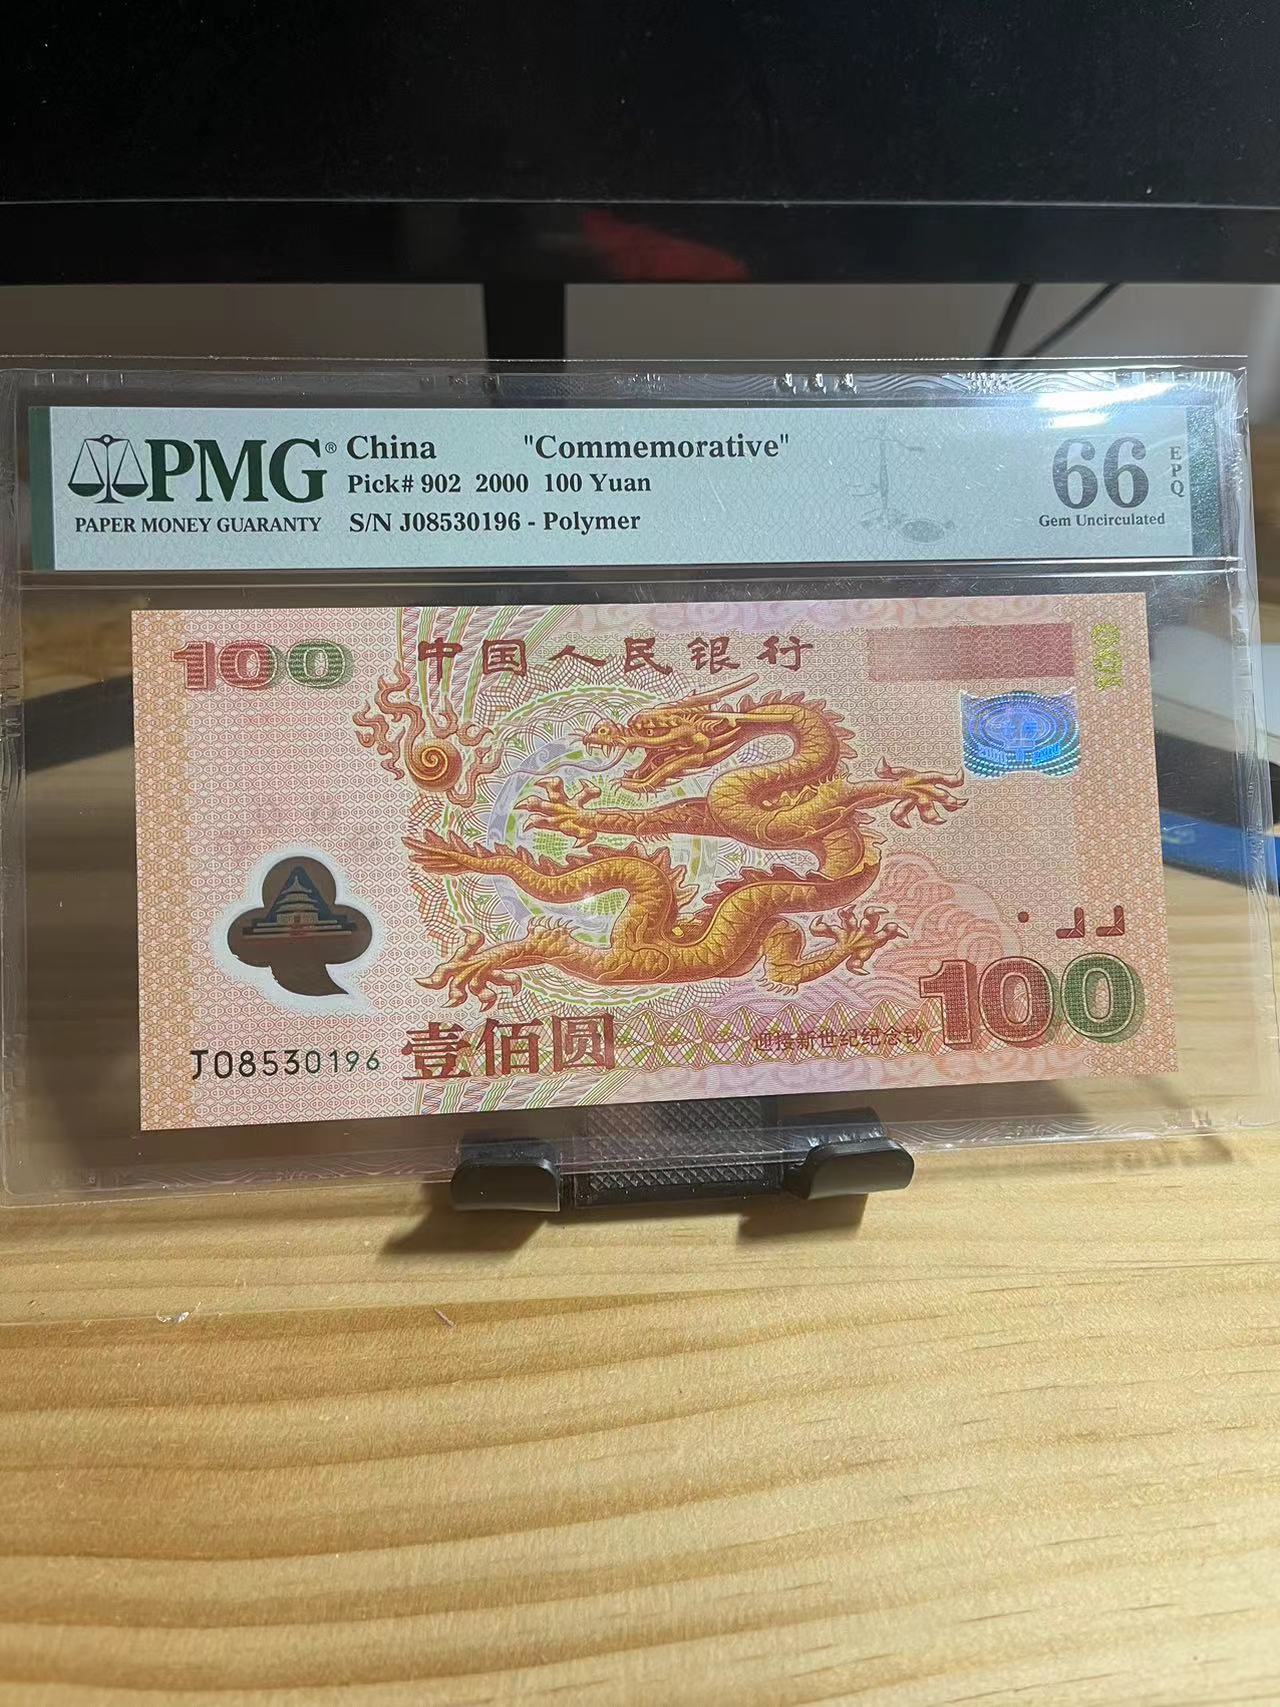 PMG® China "Commemorative"
Pick# 902 2000 100 Yuan
PAPER MONEY GUARANTY
S/N J08530196 - Polymer
66 EPQ
Gem Uncirculated
100 中国人民银行
100
100
J08530196 壹佰圆 迎接新世纪纪念钞